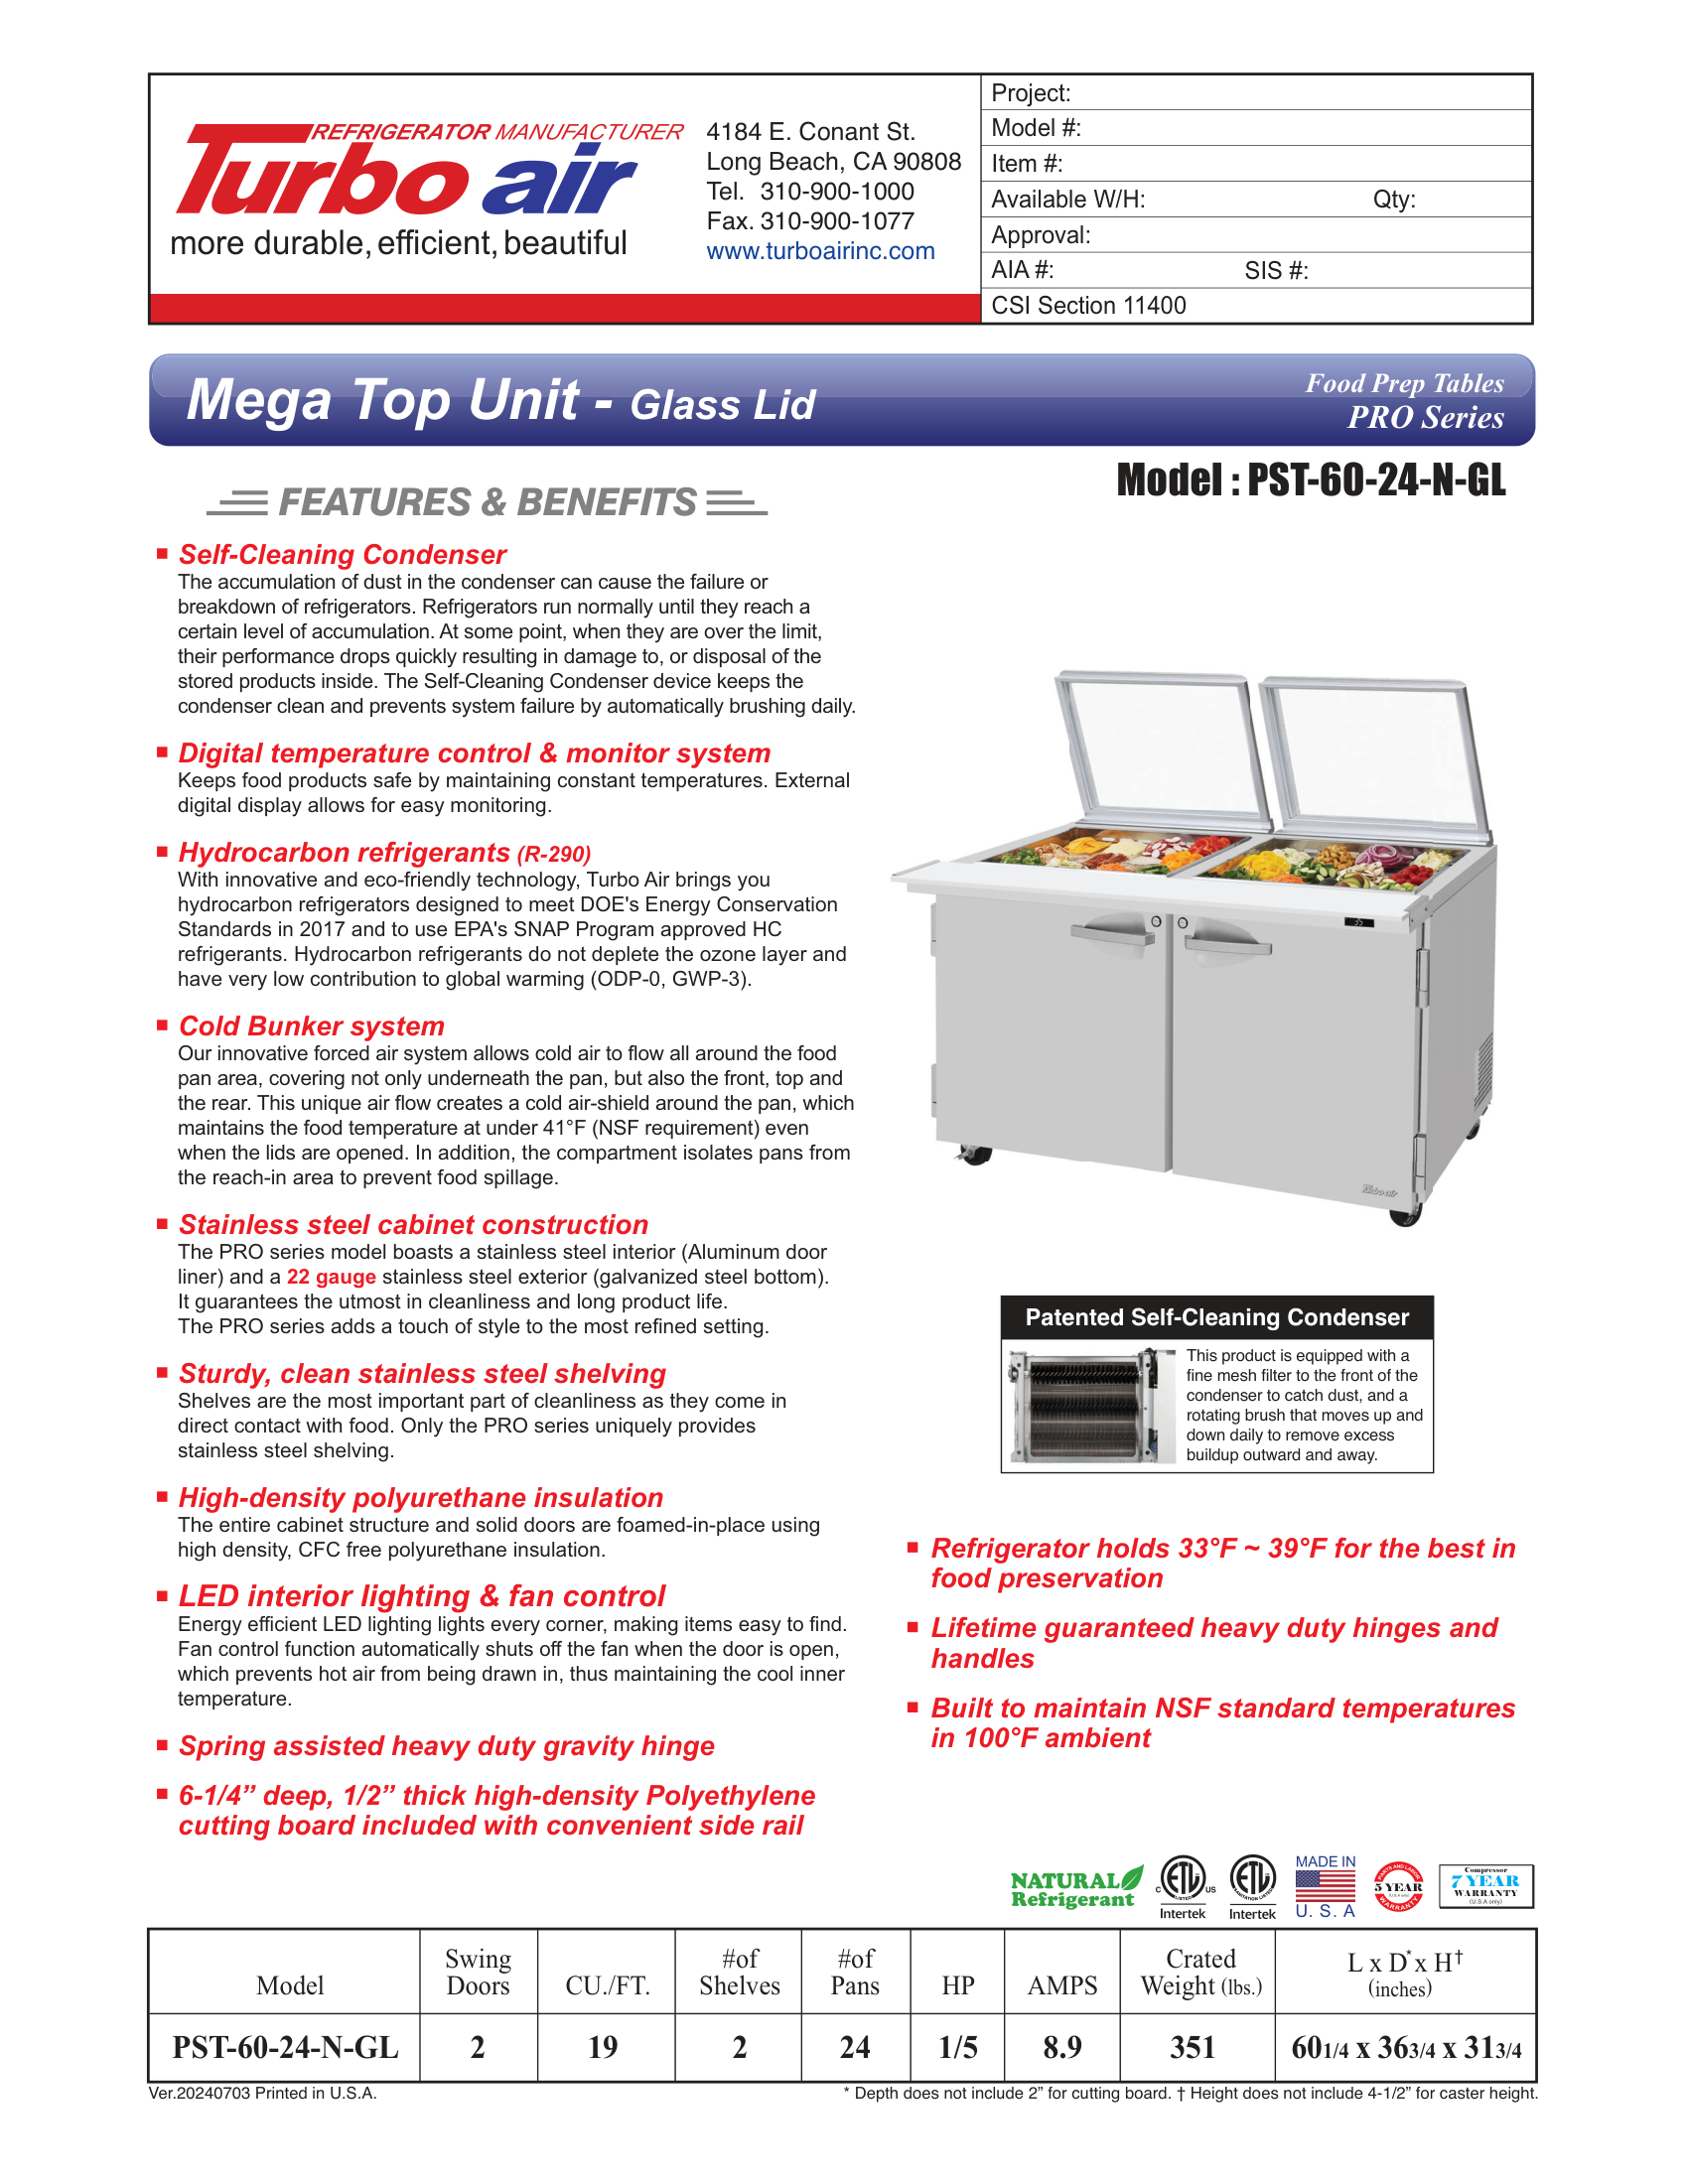 REFRIGERATOR MANUFACTURER
Turbo air
more durable, efficient, beautiful
4184 E. Conant St.
Long Beach, CA 90808
Tel. 310-900-1000
Fax. 310-900-1077
www.turboairinc.com
Project:
Model #:
Item #:
Available W/H: Qty:
Approval:
AIA #: SIS #:
CSI Section 11400
Mega Top Unit - Glass Lid
Food Prep Tables
PRO Series
Model : PST-60-24-N-GL
FEATURES & BENEFITS
Self-Cleaning Condenser
The accumulation of dust in the condenser can cause the failure or
breakdown of refrigerators. Refrigerators run normally until they reach a
certain level of accumulation. At some point, when they are over the limit,
their performance drops quickly resulting in damage to, or disposal of the
stored products inside. The Self-Cleaning Condenser device keeps the
condenser clean and prevents system failure by automatically brushing daily.
Digital temperature control & monitor system
Keeps food products safe by maintaining constant temperatures. External
digital display allows for easy monitoring.
Hydrocarbon refrigerants (R-290)
With innovative and eco-friendly technology, Turbo Air brings you
hydrocarbon refrigerators designed to meet DOE's Energy Conservation
Standards in 2017 and to use EPA's SNAP Program approved HC
refrigerants. Hydrocarbon refrigerants do not deplete the ozone layer and
have very low contribution to global warming (ODP-0, GWP-3).
Cold Bunker system
Our innovative forced air system allows cold air to flow all around the food
pan area, covering not only underneath the pan, but also the front, top and
the rear. This unique air flow creates a cold air-shield around the pan, which
maintains the food temperature at under 41°F (NSF requirement) even
when the lids are opened. In addition, the compartment isolates pans from
the reach-in area to prevent food spillage.
Stainless steel cabinet construction
The PRO series model boasts a stainless steel interior (Aluminum door
liner) and a 22 gauge stainless steel exterior (galvanized steel bottom).
It guarantees the utmost in cleanliness and long product life.
The PRO series adds a touch of style to the most refined setting.
Sturdy, clean stainless steel shelving
Shelves are the most important part of cleanliness as they come in
direct contact with food. Only the PRO series uniquely provides
stainless steel shelving.
High-density polyurethane insulation
The entire cabinet structure and solid doors are foamed-in-place using
high density, CFC free polyurethane insulation.
LED interior lighting & fan control
Energy efficient LED lighting lights every corner, making items easy to find.
Fan control function automatically shuts off the fan when the door is open,
which prevents hot air from being drawn in, thus maintaining the cool inner
temperature.
Spring assisted heavy duty gravity hinge
6-1/4” deep, 1/2” thick high-density Polyethylene
cutting board included with convenient side rail
35
Turbo air
Patented Self-Cleaning Condenser
This product is equipped with a
fine mesh filter to the front of the
condenser to catch dust, and a
rotating brush that moves up and
down daily to remove excess
buildup outward and away.
Refrigerator holds 33°F ~ 39°F for the best in
food preservation
Lifetime guaranteed heavy duty hinges and
handles
Built to maintain NSF standard temperatures
in 100°F ambient
NATURAL
Refrigerant
C ETL US
LISTED
Intertek
ETL
SANITATION LISTED
Intertek
MADE IN
U. S. A
PARTS AND LABOR
5 YEAR
(U.S.A only)
WARRANTY
Compressor
7 YEAR
WARRANTY
(U.S.A only)
Model Swing Doors CU./FT. #of Shelves #of Pans HP AMPS Crated Weight (lbs.) L x D* x H† (inches)
PST-60-24-N-GL 2 19 2 24 1/5 8.9 351 60 1/4 x 36 3/4 x 31 3/4
Ver.20240703 Printed in U.S.A.
* Depth does not include 2” for cutting board. † Height does not include 4-1/2” for caster height.